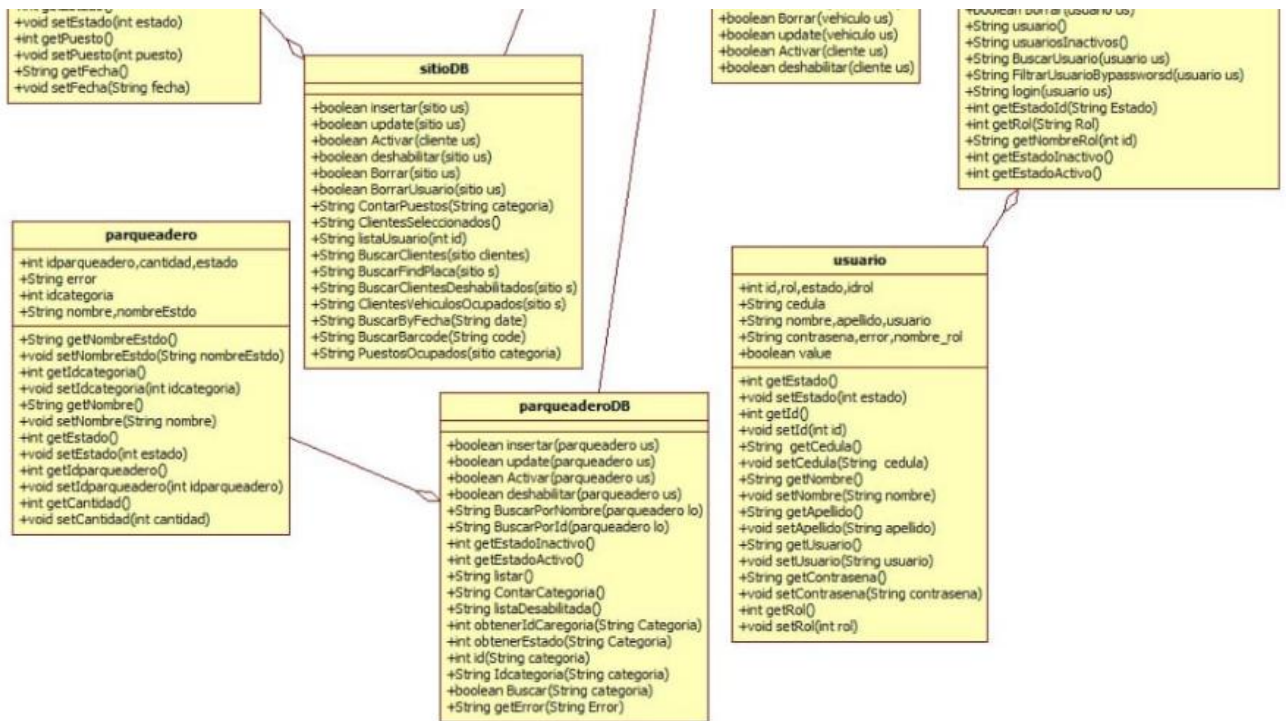 +void setEstado(int estado)
+int getPuesto()
+void setPuesto(int puesto)
+String getFecha()
+void setFecha(String fecha)
sitioDB
+boolean insertar(sitio us)
+boolean update(sitio us)
+boolean Activar(cliente us)
+boolean deshabilitar(sitio us)
+boolean Borrar(sitio us)
+boolean BorrarUsuario(sitio us)
+String ContarPuestos(String categoria)
+String ClientesSeleccionados()
+String listaUsuario(int id)
+String BuscarClientes(sitio clientes)
+String BuscarFindPlaca(sitio s)
+String BuscarClientesDeshabilitados(sitio s)
+String ClientesVehiculosOcupados(sitio s)
+String BuscarByFecha(String date)
+String BuscarBarcode(String code)
+String PuestosOcupados(sitio categoria)
+boolean Borrar(vehiculo us)
+boolean update(vehiculo us)
+boolean Activar(cliente us)
+boolean deshabilitar(cliente us)
+boolean Borrar(usuario us)
+String usuario()
+String usuariosInactivos()
+String BuscarUsuario(usuario us)
+String FiltrarUsuarioBypassworsd(usuario us)
+String login(usuario us)
+int getEstadoId(String Estado)
+int getRol(String Rol)
+String getNombreRol(int id)
+int getEstadoInactivo()
+int getEstadoActivo()
parqueadero
+int idparqueadero,cantidad,estado
+String error
+int idcategoria
+String nombre,nombreEstdo
+String getNombreEstdo()
+void setNombreEstdo(String nombreEstdo)
+int getIdcategoria()
+void setIdcategoria(int idcategoria)
+String getNombre()
+void setNombre(String nombre)
+int getEstado()
+void setEstado(int estado)
+int getIdparqueadero()
+void setIdparqueadero(int idparqueadero)
+int getCantidad()
+void setCantidad(int cantidad)
parqueaderoDB
+boolean insertar(parqueadero us)
+boolean update(parqueadero us)
+boolean Activar(parqueadero us)
+boolean deshabilitar(parqueadero us)
+String BuscarPorNombre(parqueadero lo)
+String BuscarPorId(parqueadero lo)
+int getEstadoInactivo()
+int getEstadoActivo()
+String listar()
+String ContarCategoria()
+String listaDesabilitada()
+int obtenerIdCaregoria(String Categoria)
+int obtenerEstado(String Categoria)
+int id(String categoria)
+String Idcategoria(String categoria)
+boolean Buscar(String categoria)
+String getError(String Error)
usuario
+int id,rol,estado,idrol
+String cedula
+String nombre,apellido,usuario
+String contrasena,error,nombre_rol
+boolean value
+int getEstado()
+void setEstado(int estado)
+int getId()
+void setId(int id)
+String getCedula()
+void setCedula(String cedula)
+String getNombre()
+void setNombre(String nombre)
+String getApellido()
+void setApellido(String apellido)
+String getUsuario()
+void setUsuario(String usuario)
+String getContrasena()
+void setContrasena(String contrasena)
+int getRol()
+void setRol(int rol)